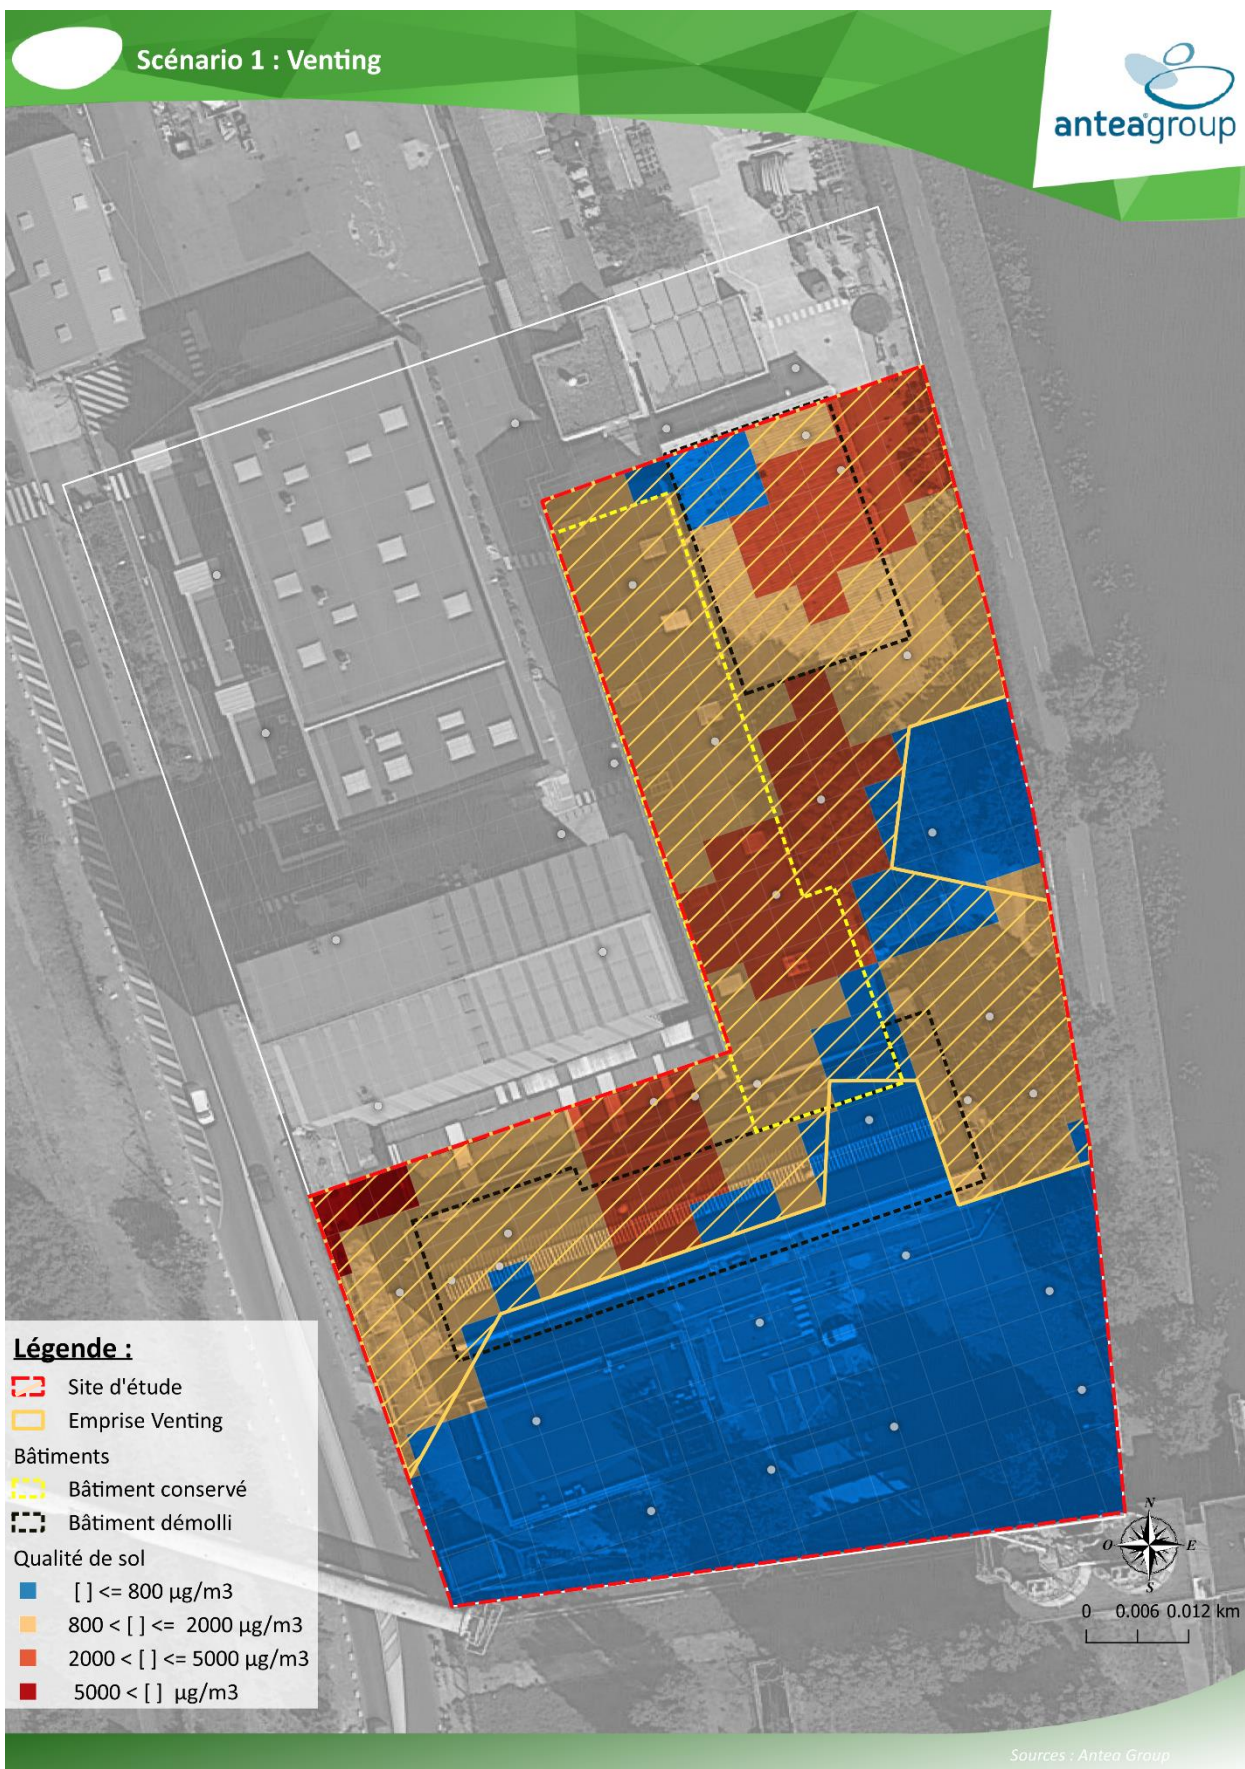 Scénario 1 : Venting
anteagroup
Légende :
Site d'étude
Emprise Venting
Bâtiments
Bâtiment conservé
Bâtiment démolli
Qualité de sol
[ ] <= 800 µg/m3
800 < [ ] <= 2000 µg/m3
2000 < [ ] <= 5000 µg/m3
5000 < [ ] µg/m3
N
O E
S
0 0.006 0.012 km
Sources : Antea Group